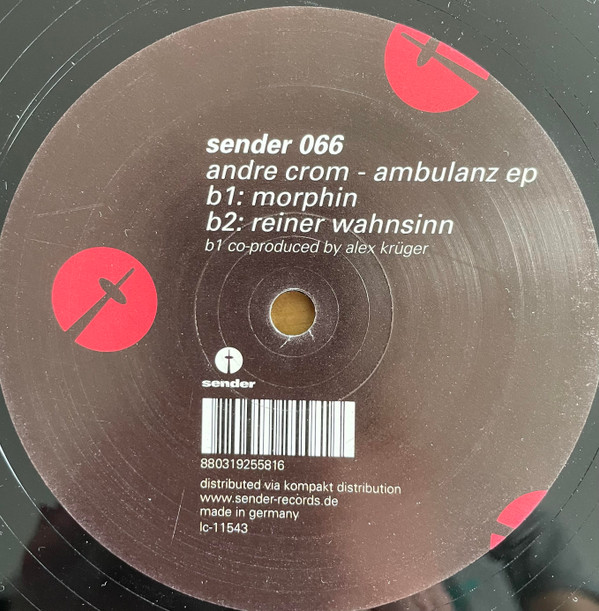 sender 066
andre crom - ambulanz ep
b1: morphin
b2: reiner wahnsinn
b1 co-produced by alex krüger
sender
880319255816
distributed via kompakt distribution
www.sender-records.de
made in germany
lc-11543